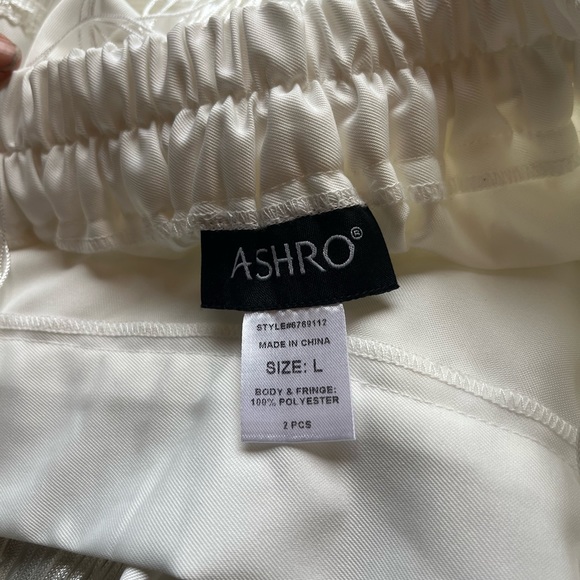 ASHRO®
STYLE#6769112
MADE IN CHINA
SIZE: L
BODY & FRINGE:
100% POLYESTER
2 PCS